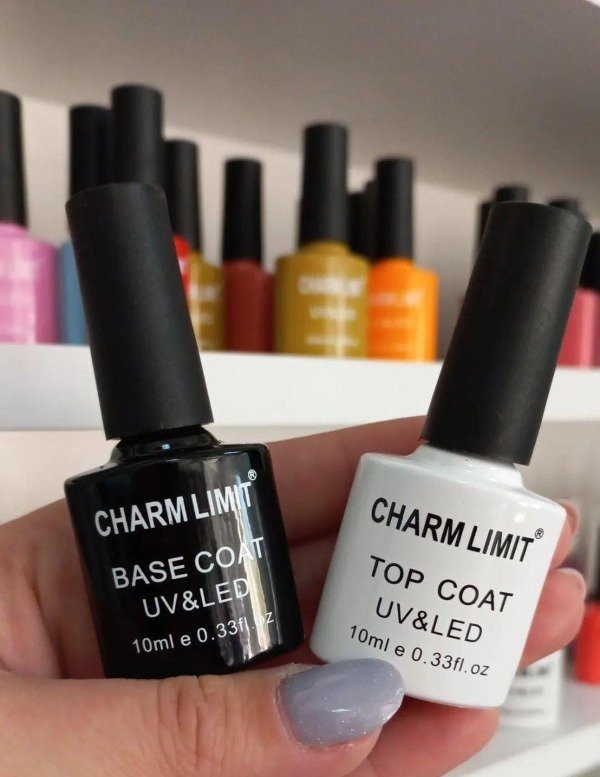 CHARM LIMIT®
BASE COAT
UV&LED
10ml e 0.33fl.oz
CHARM LIMIT®
TOP COAT
UV&LED
10ml e 0.33fl.oz